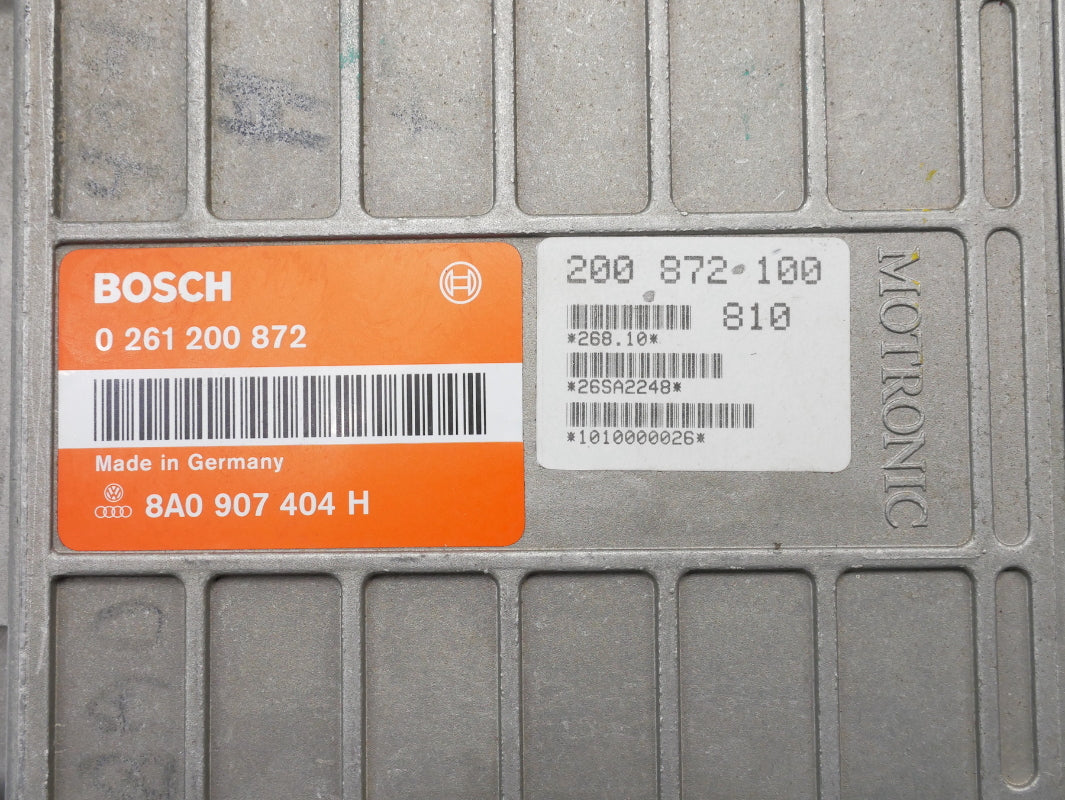 BOSCH
0 261 200 872
Made in Germany
8A0 907 404 H
200 872-100
810
*268.10*
*26SA2248*
*1010000026*
MOTRONIC